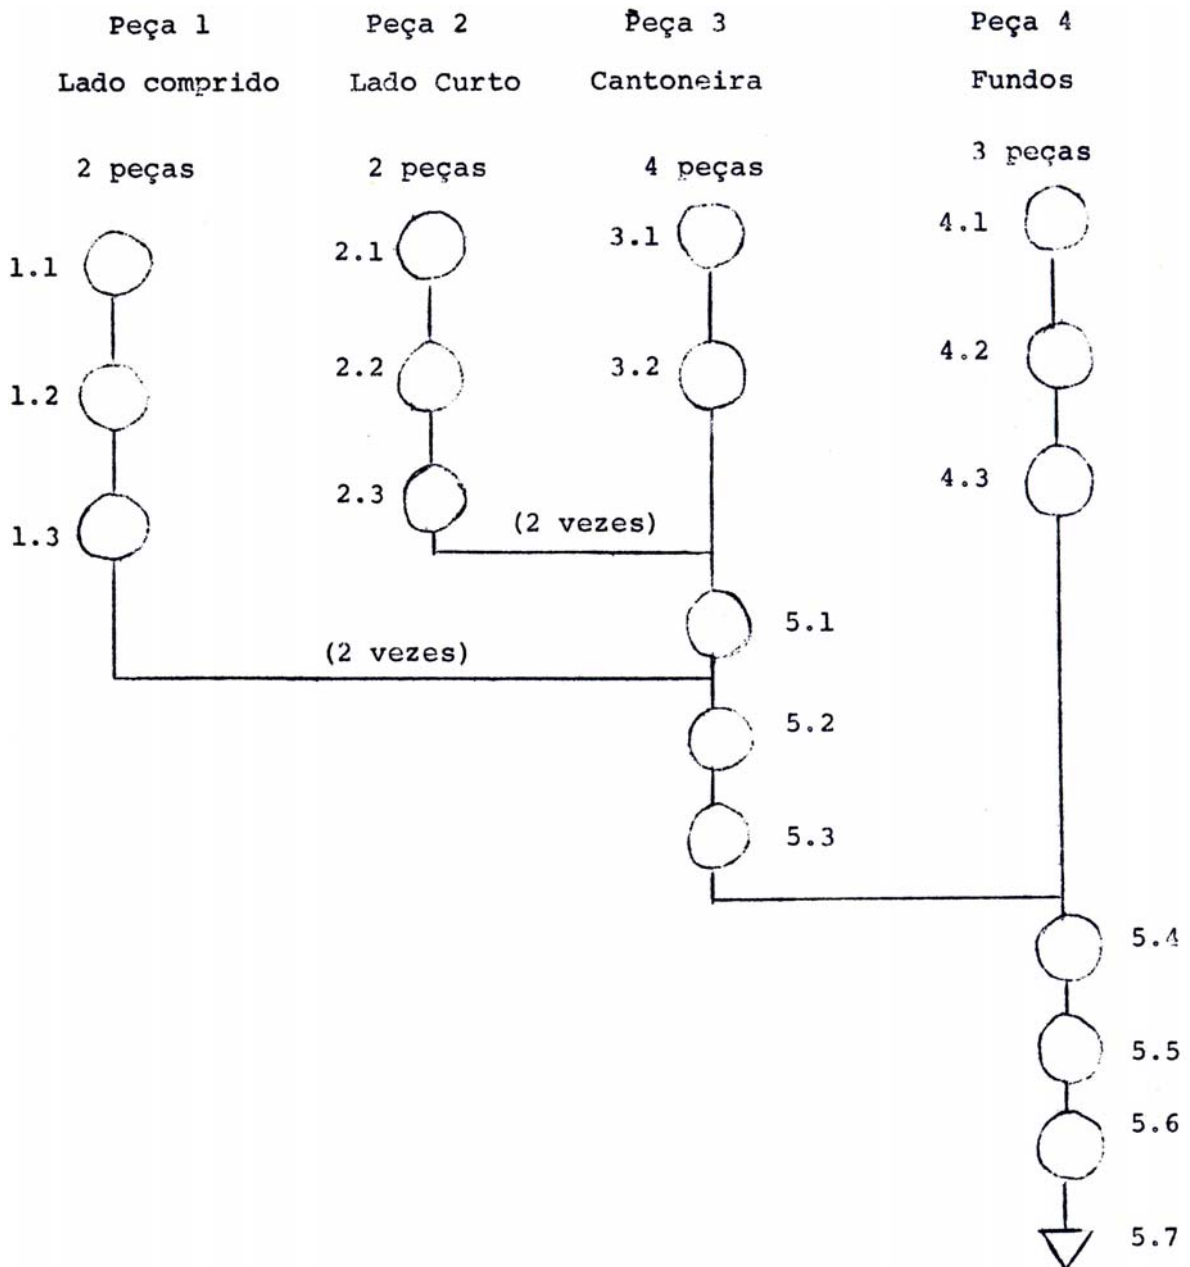 Peça 1 Peça 2 Peça 3 Peça 4
Lado comprido Lado Curto Cantoneira Fundos
2 peças 2 peças 4 peças 3 peças
1.1 2.1 3.1 4.1
1.2 2.2 3.2 4.2
1.3 2.3 4.3
(2 vezes)
5.1
(2 vezes)
5.2
5.3
5.4
5.5
5.6
5.7